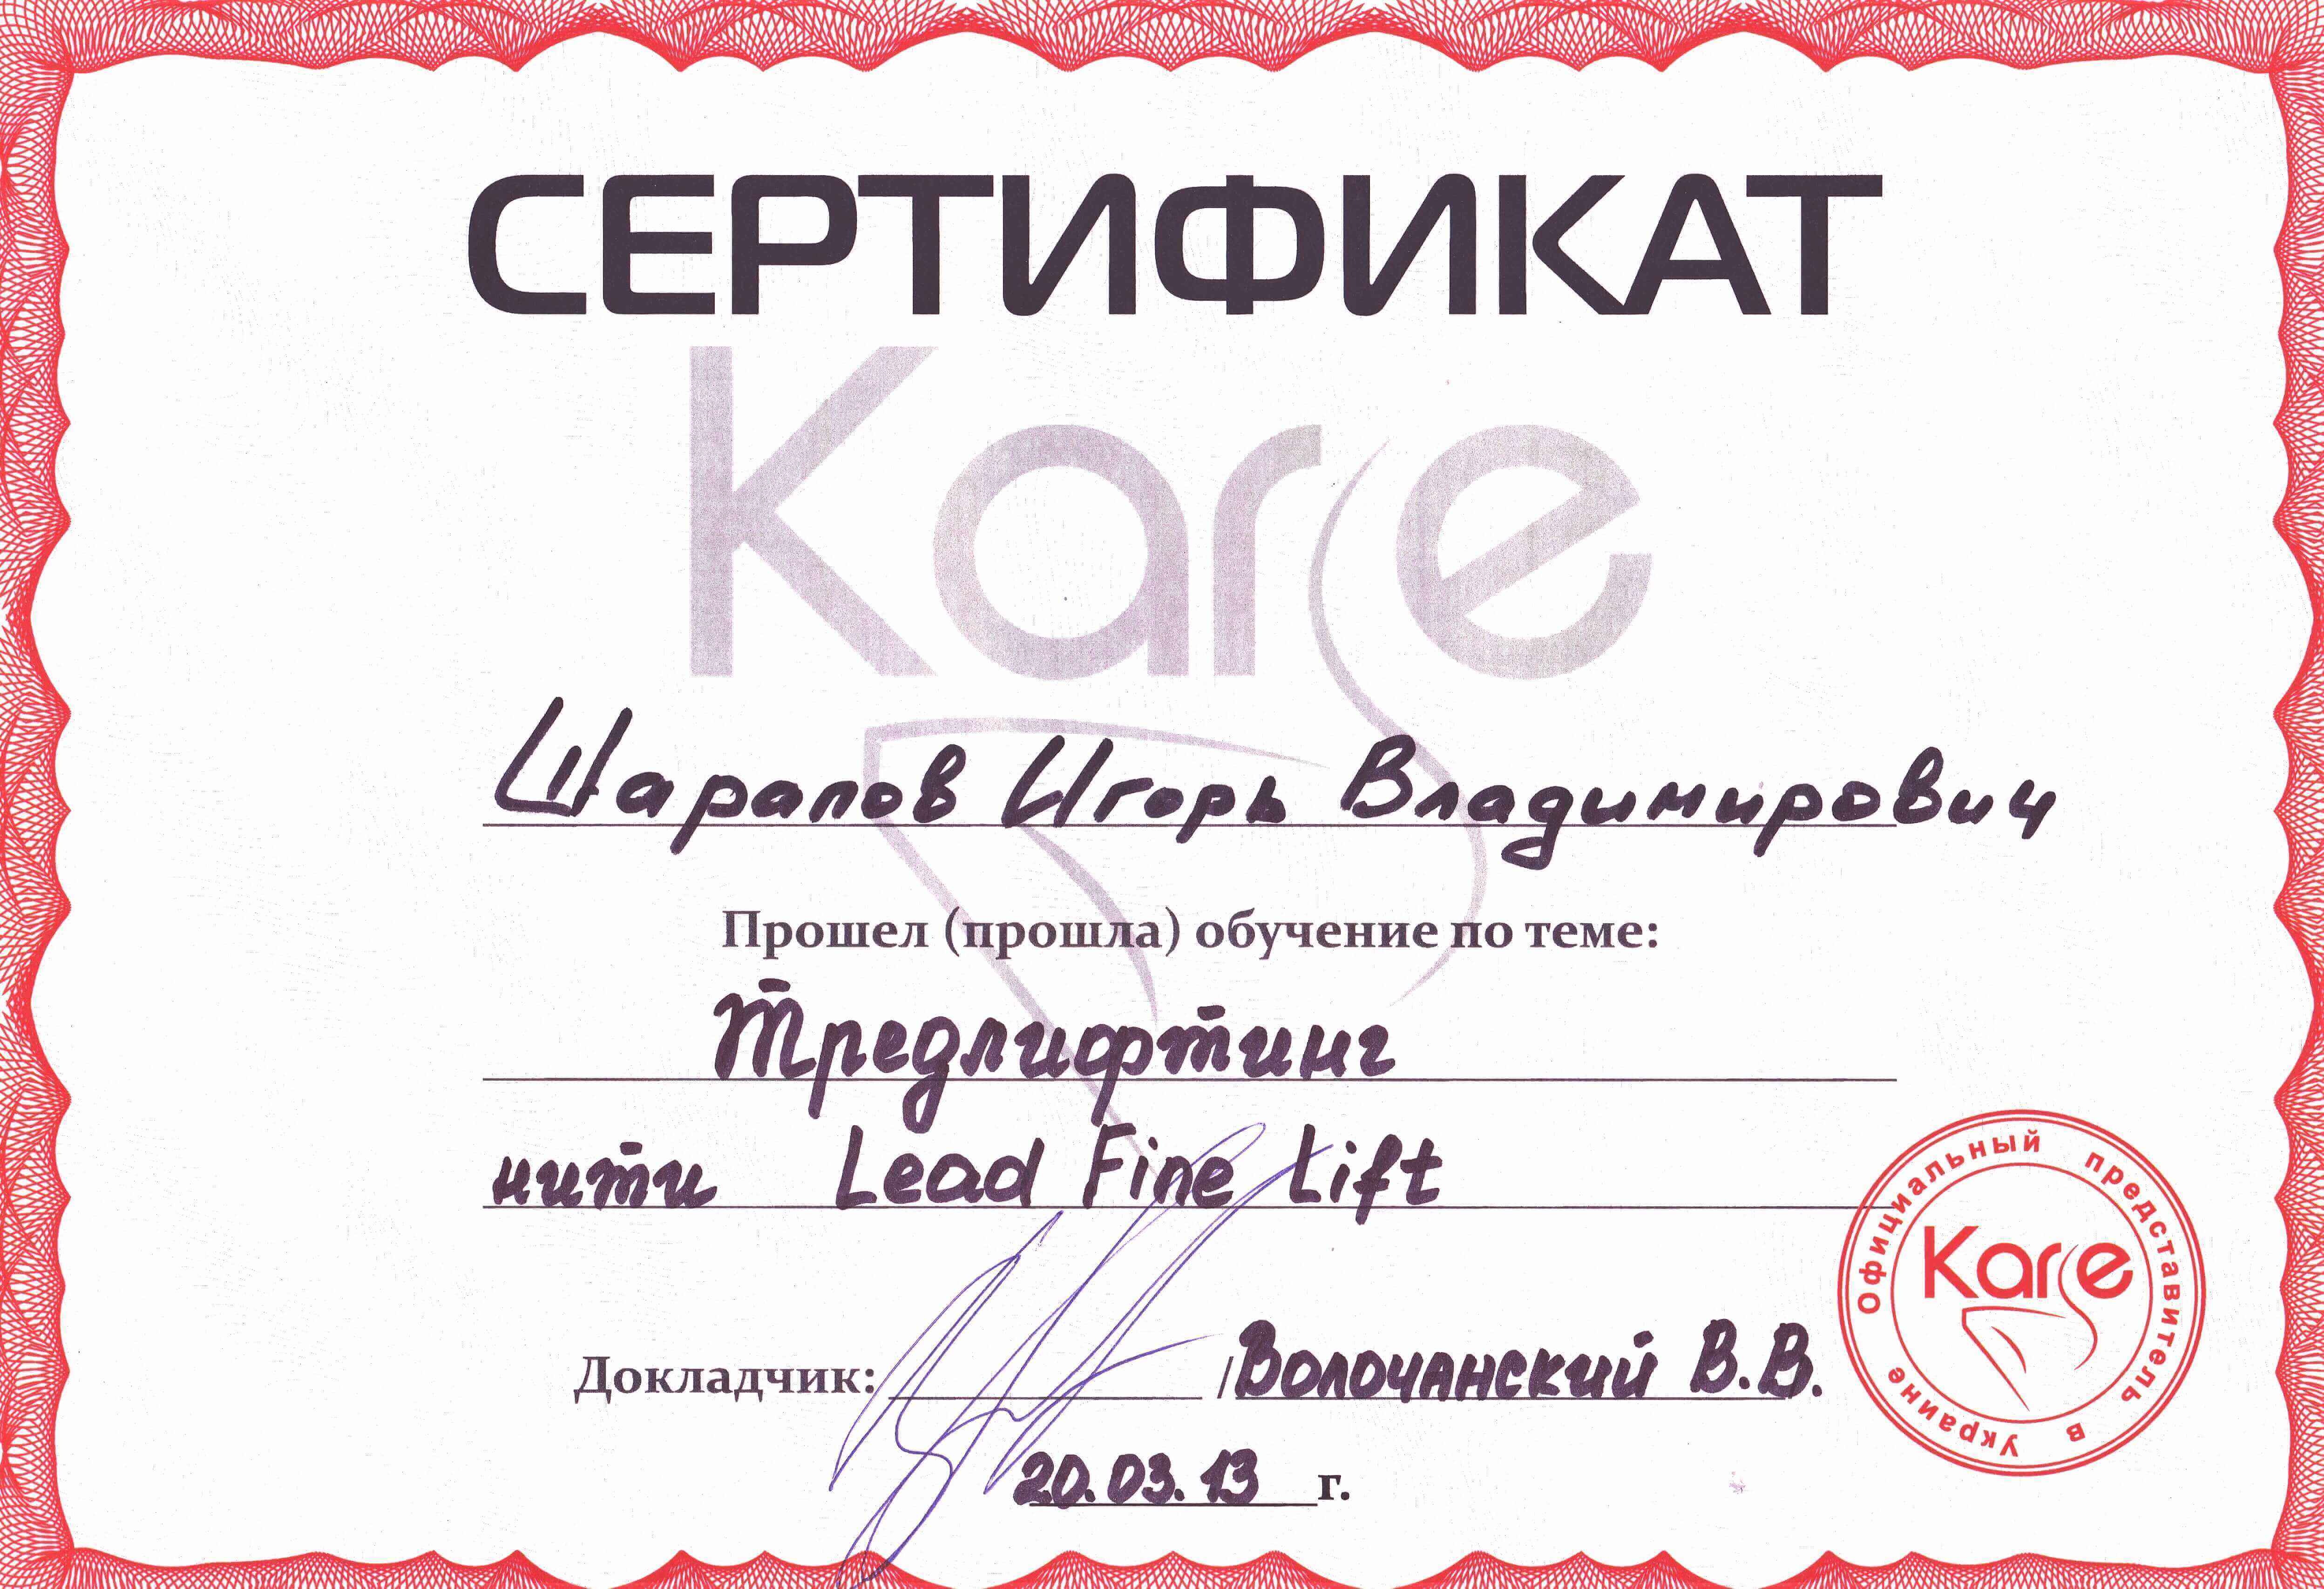 СЕРТИФИКАТ
Kare
Шарапов Игорь Владимирович
Прошел (прошла) обучение по теме:
Тредлифтинг
нити Lead Fine Lift
Докладчик: /Волочанский В.В.
20.03.13 г.
Официальный представитель в Украине
Kare